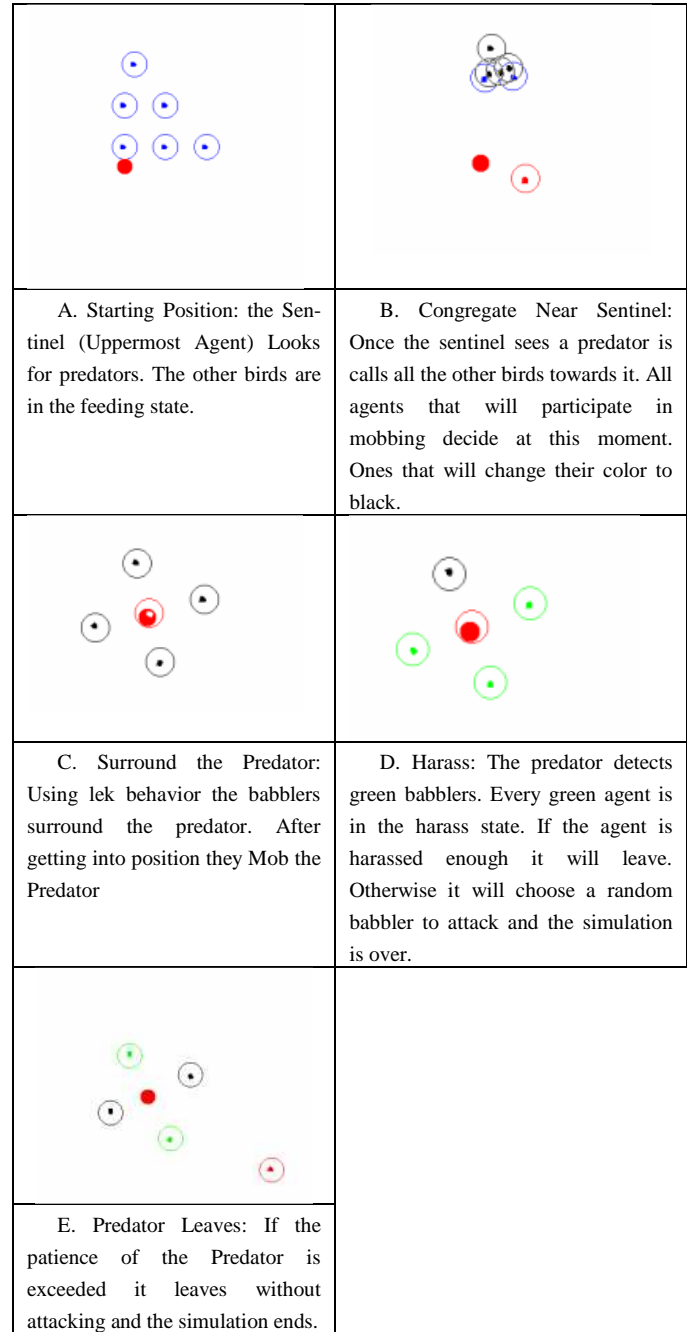 A. Starting Position: the Sen-
tinel (Uppermost Agent) Looks
for predators. The other birds are
in the feeding state.
B. Congregate Near Sentinel:
Once the sentinel sees a predator is
calls all the other birds towards it. All
agents that will participate in
mobbing decide at this moment.
Ones that will change their color to
black.
C. Surround the Predator:
Using lek behavior the babblers
surround the predator. After
getting into position they Mob the
Predator
D. Harass: The predator detects
green babblers. Every green agent is
in the harass state. If the agent is
harassed enough it will leave.
Otherwise it will choose a random
babbler to attack and the simulation
is over.
E. Predator Leaves: If the
patience of the Predator is
exceeded it leaves without
attacking and the simulation ends.